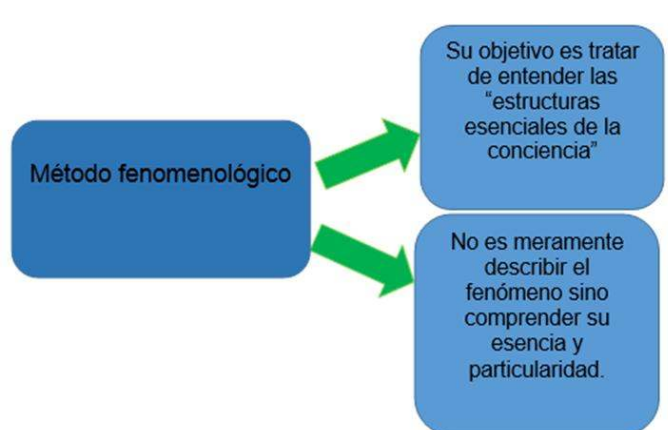 Método fenomenológico
Su objetivo es tratar
de entender las
“estructuras
esenciales de la
conciencia”
No es meramente
describir el
fenómeno sino
comprender su
esencia y
particularidad.